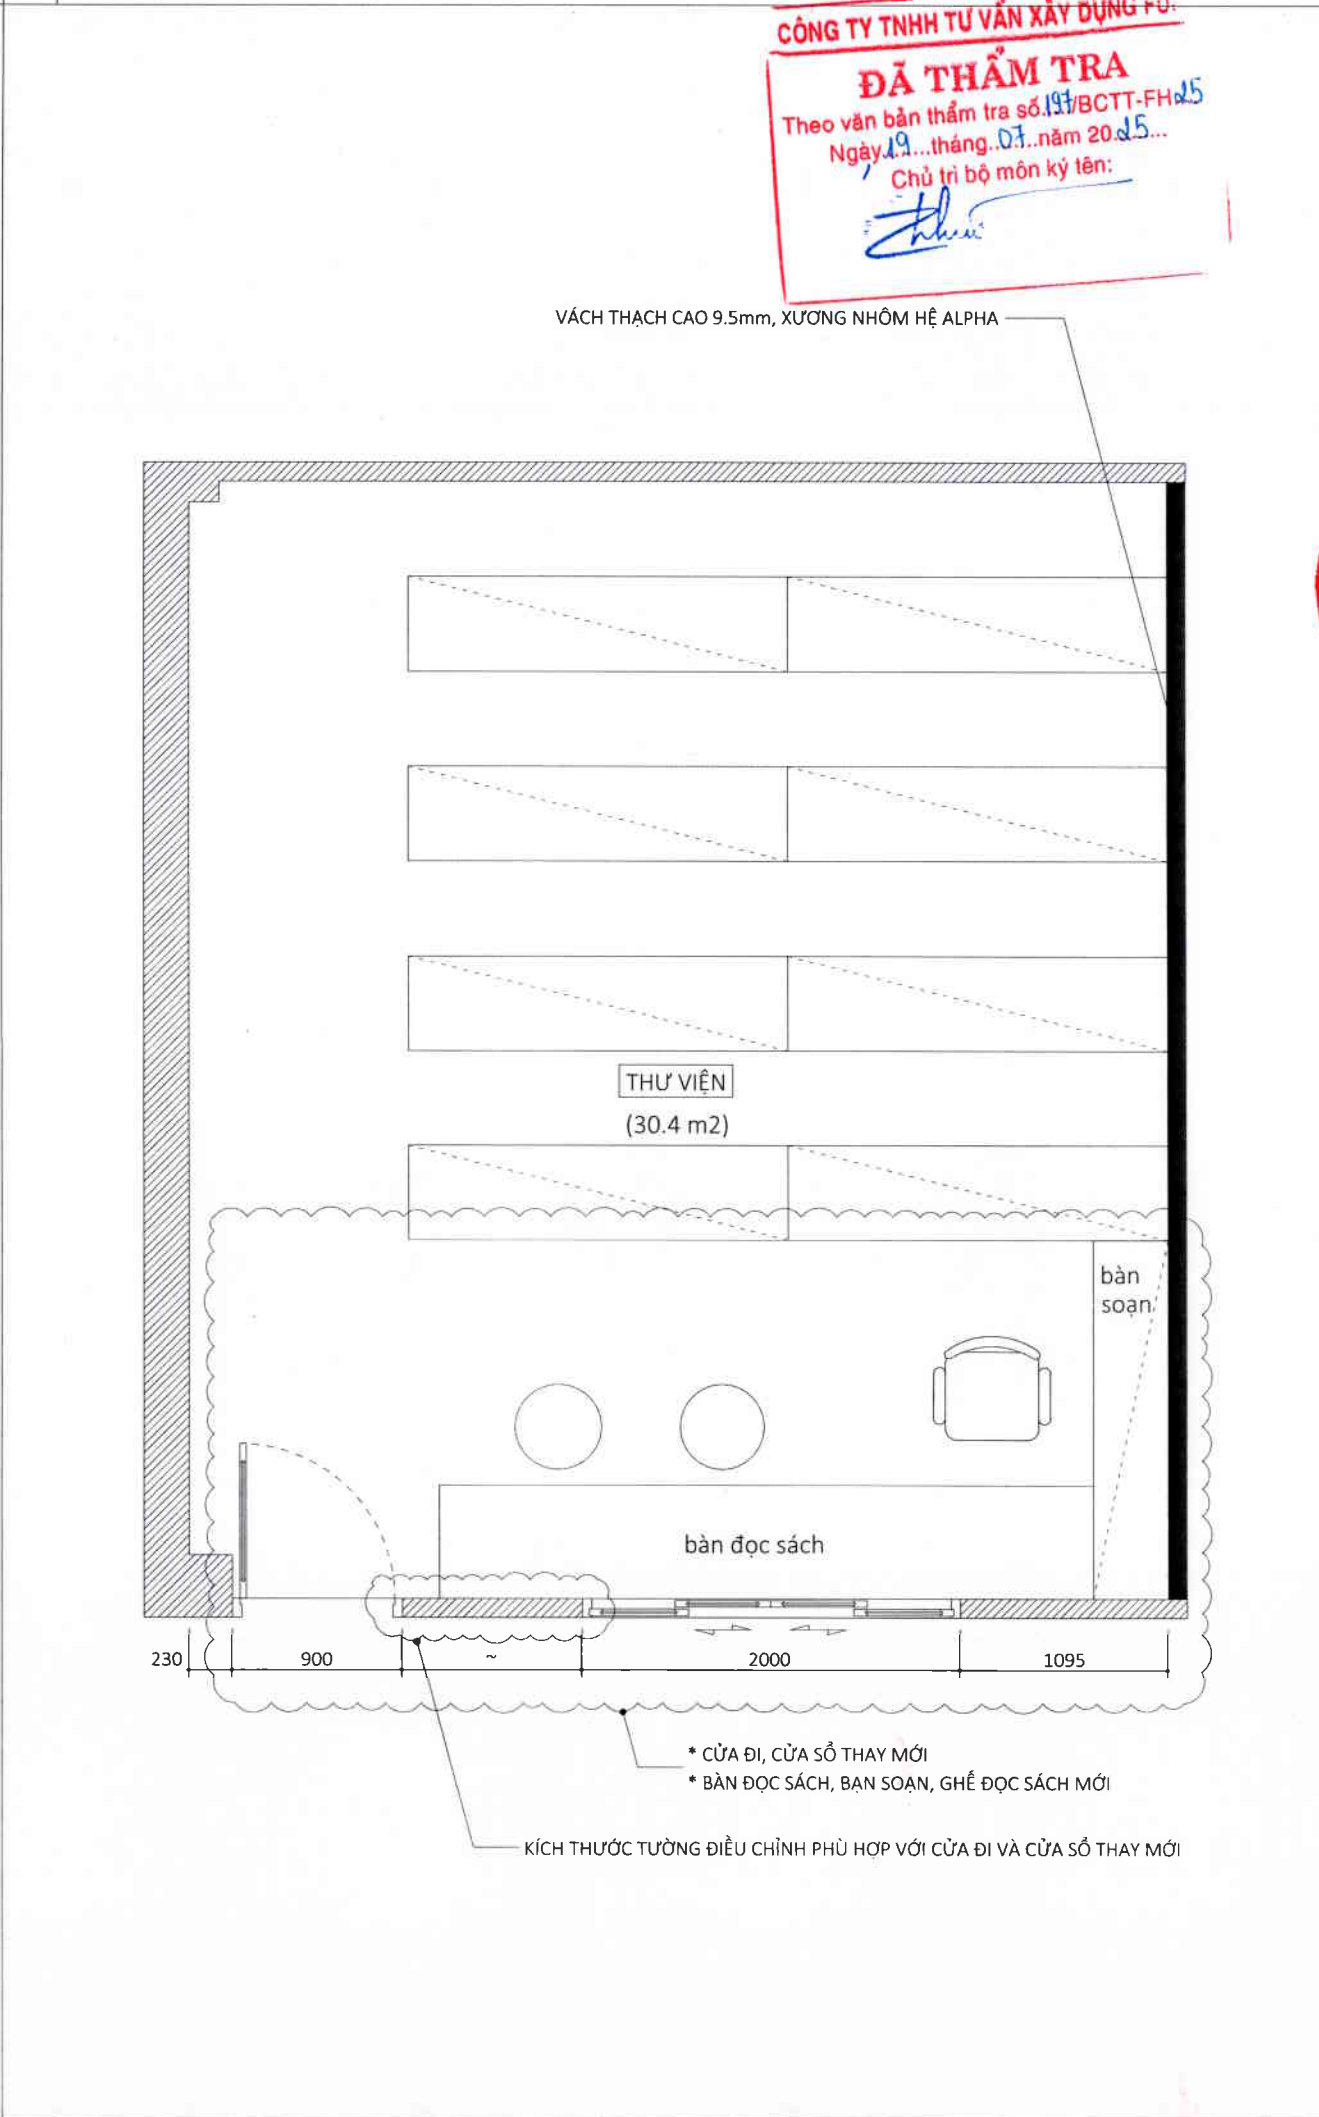 CÔNG TY TNHH TƯ VẤN XÂY DỰNG
ĐÃ THẨM TRA
Theo văn bản thẩm tra số.197/BCTT-FH25
Ngày.19...tháng..07..năm 20.25...
Chủ trì bộ môn ký tên:
VÁCH THẠCH CAO 9.5mm, XƯƠNG NHÔM HỆ ALPHA
THƯ VIỆN
(30.4 m2)
bàn
soạn
bàn đọc sách
230 900 ~ 2000 1095
* CỬA ĐI, CỬA SỔ THAY MỚI
* BÀN ĐỌC SÁCH, BẠN SOẠN, GHẾ ĐỌC SÁCH MỚI
KÍCH THƯỚC TƯỜNG ĐIỀU CHỈNH PHÙ HỢP VỚI CỬA ĐI VÀ CỬA SỔ THAY MỚI